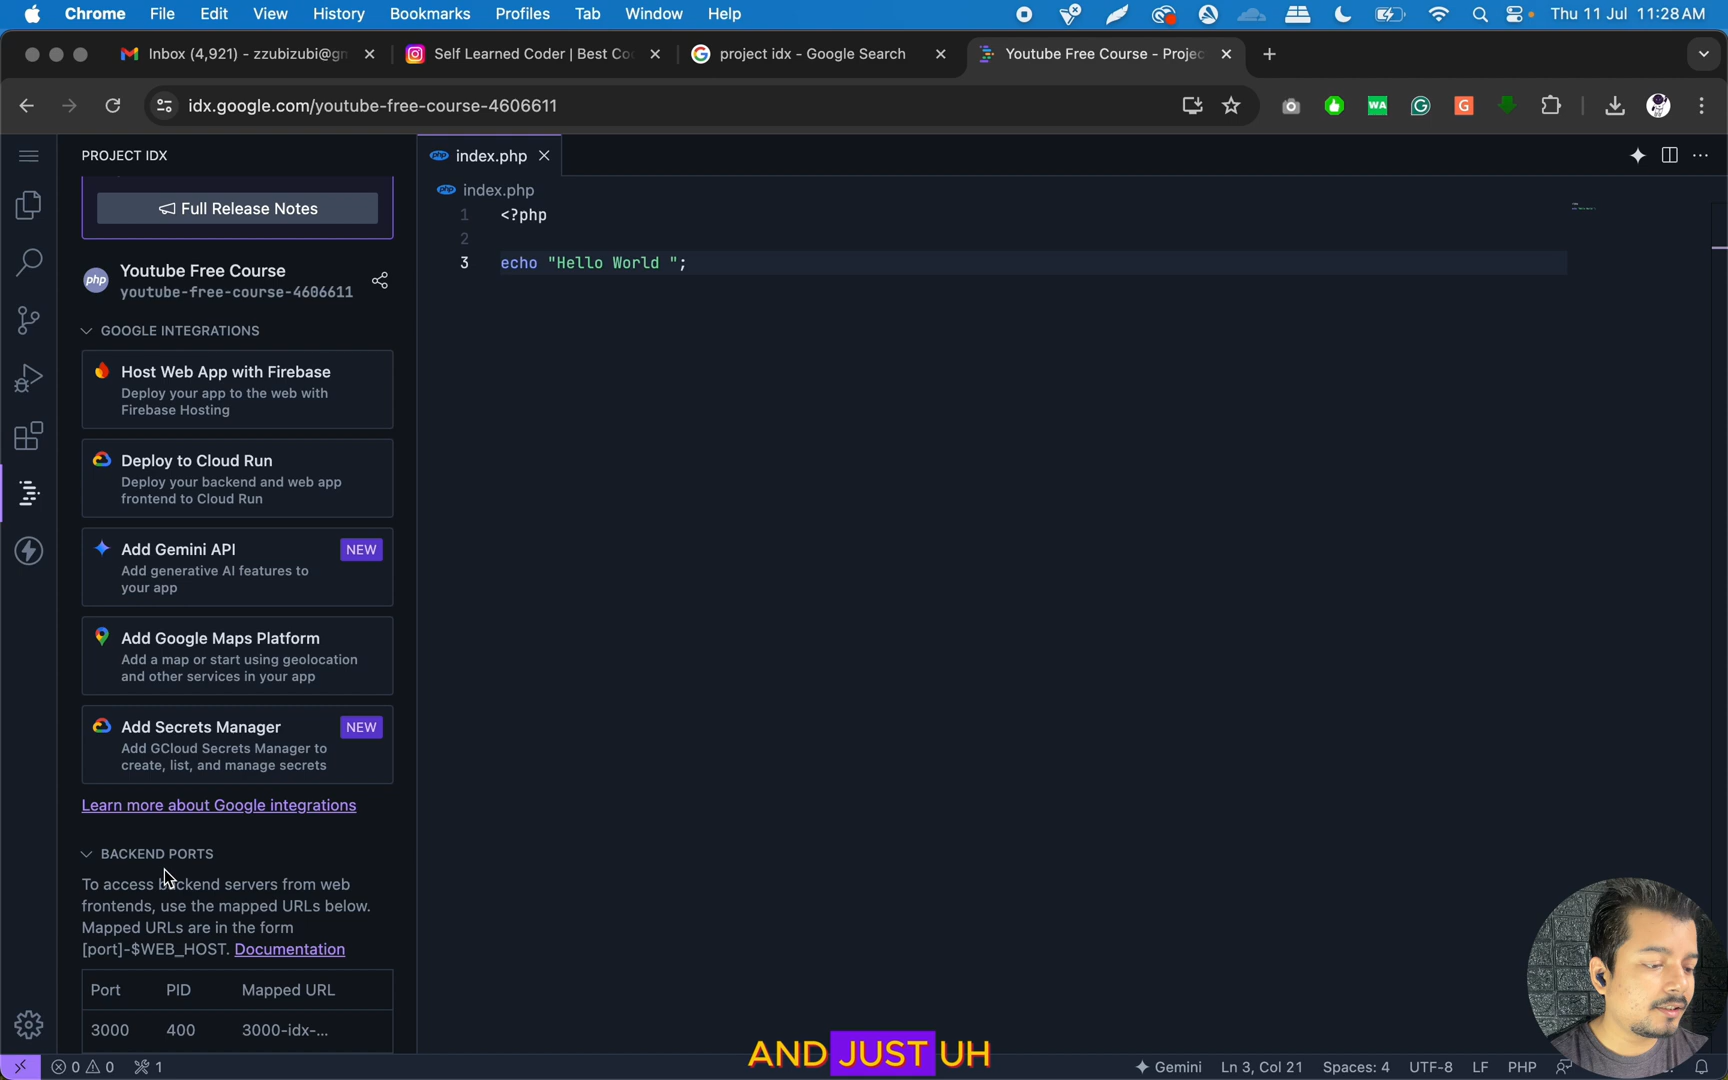 Chrome File Edit View History Bookmarks Profiles Tab Window Help Thu 11 Jul 11:28 AM
Inbox (4,921) - zzubizubi@gm Self Learned Coder | Best Co project idx - Google Search Youtube Free Course - Projec
idx.google.com/youtube-free-course-4606611
WA G
PROJECT IDX
index.php
Full Release Notes
index.php
1 <?php
2
3 echo "Hello World ";
php Youtube Free Course
youtube-free-course-4606611
GOOGLE INTEGRATIONS
Host Web App with Firebase
Deploy your app to the web with
Firebase Hosting
Deploy to Cloud Run
Deploy your backend and web app
frontend to Cloud Run
Add Gemini API NEW
Add generative AI features to
your app
Add Google Maps Platform
Add a map or start using geolocation
and other services in your app
Add Secrets Manager NEW
Add GCloud Secrets Manager to
create, list, and manage secrets
Learn more about Google integrations
BACKEND PORTS
To access backend servers from web
frontends, use the mapped URLs below.
Mapped URLs are in the form
[port]-$WEB_HOST. Documentation
Port PID Mapped URL
3000 400 3000-idx-...
AND JUST UH
0 0 1 Gemini Ln 3, Col 21 Spaces: 4 UTF-8 LF PHP